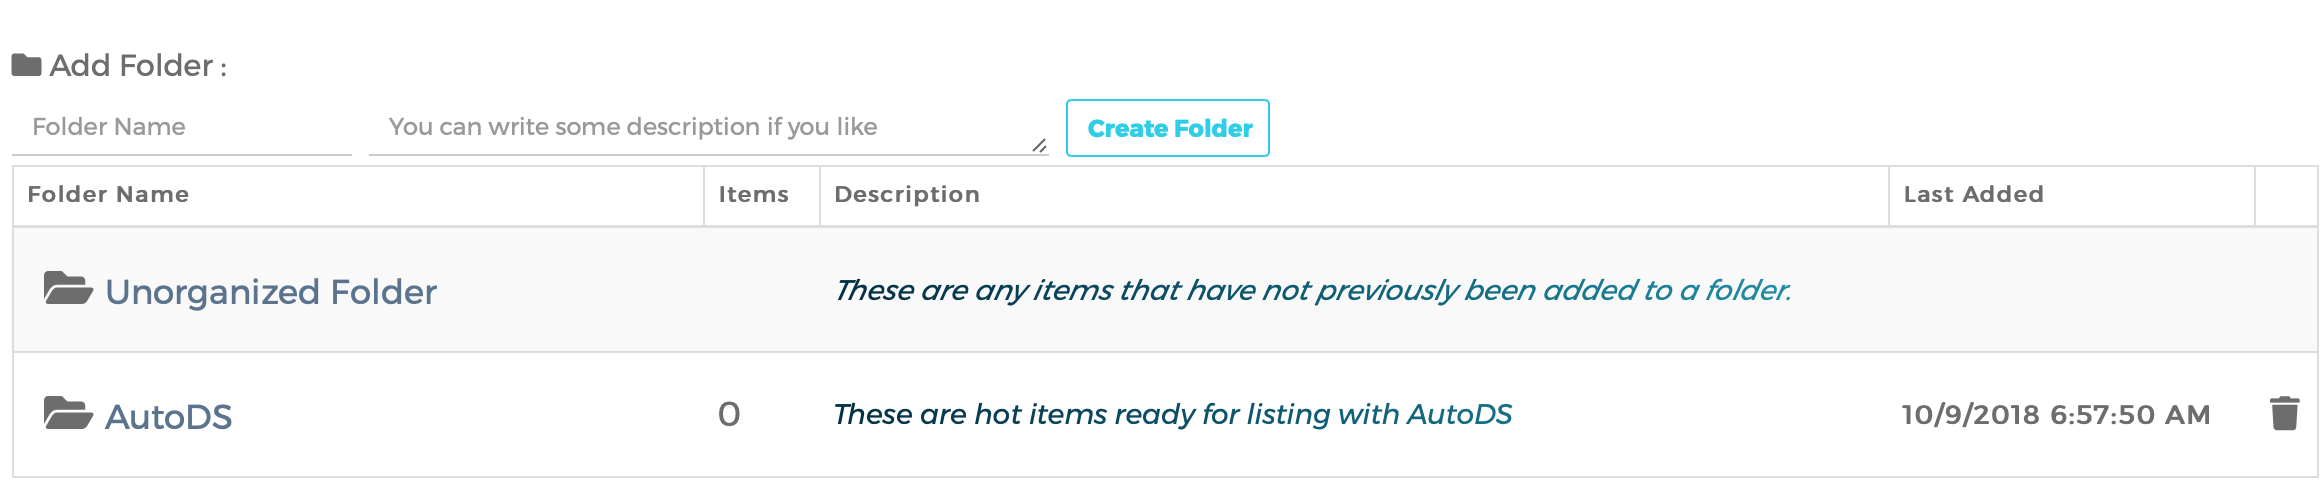 Add Folder :
Folder Name
You can write some description if you like
Create Folder
Folder Name Items Description Last Added
Unorganized Folder These are any items that have not previously been added to a folder.
AutoDS 0 These are hot items ready for listing with AutoDS 10/9/2018 6:57:50 AM